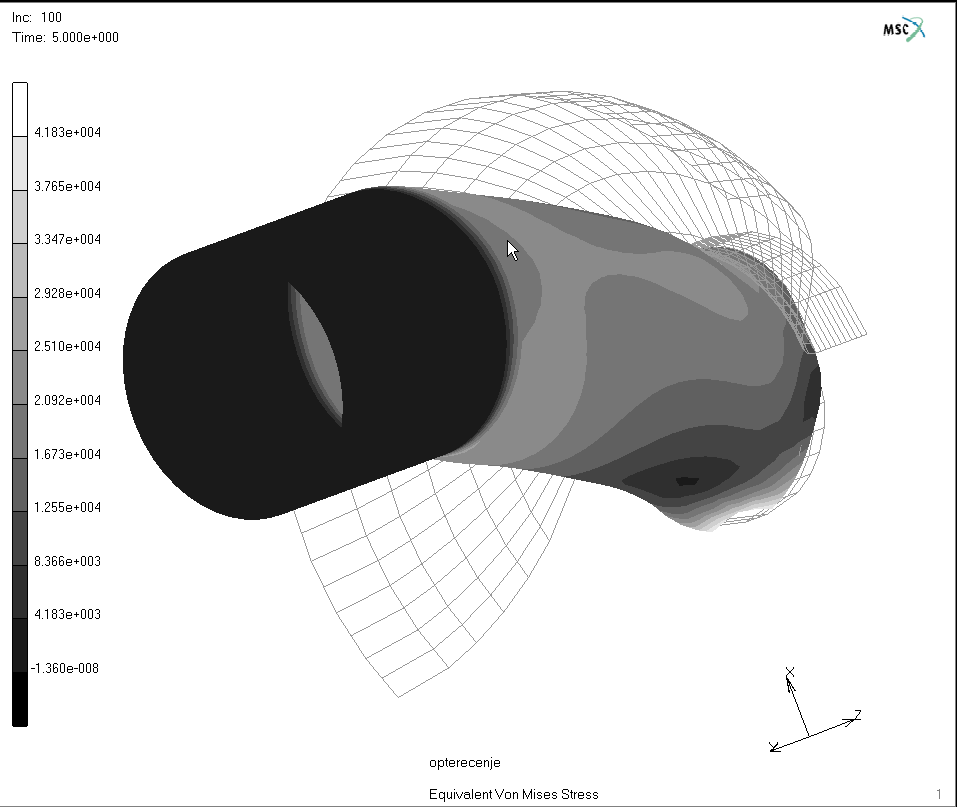 Inc: 100
Time: 5.000e+000
MSC
4.183e+004
3.765e+004
3.347e+004
2.928e+004
2.510e+004
2.092e+004
1.673e+004
1.255e+004
8.366e+003
4.183e+003
-1.360e-008
X
Z
Y
opterecenje
Equivalent Von Mises Stress
1